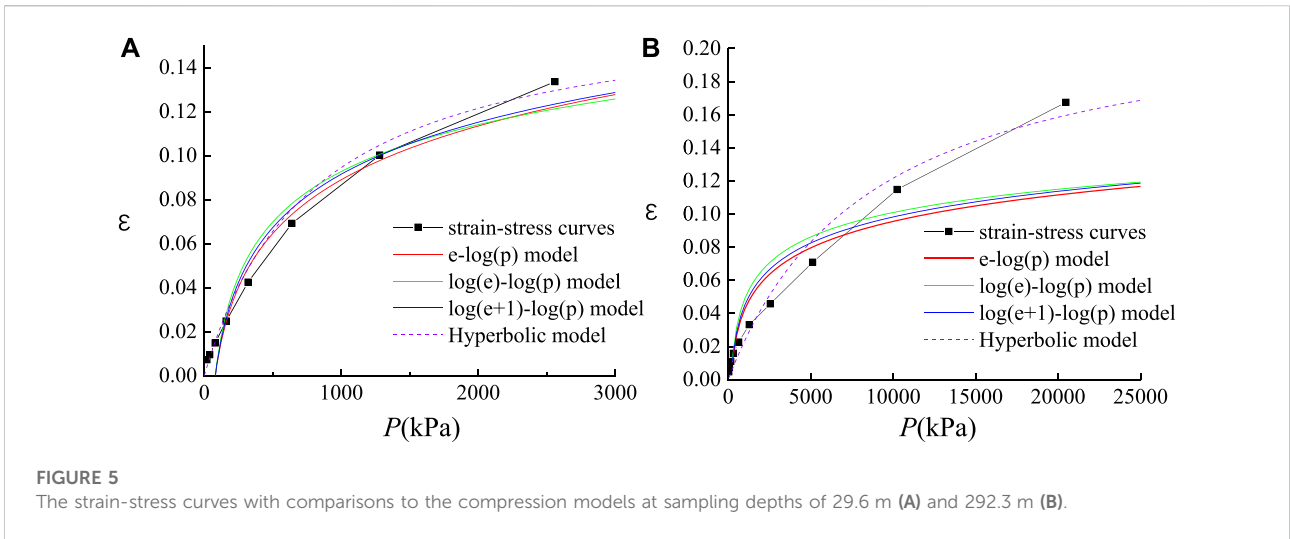 A
0.14
0.12
0.10
0.08
0.06
0.04
0.02
0.00
ε
0
1000
2000
3000
P(kPa)
strain-stress curves
e-log(p) model
log(e)-log(p) model
log(e+1)-log(p) model
Hyperbolic model
B
0.20
0.18
0.16
0.14
0.12
0.10
0.08
0.06
0.04
0.02
0.00
ε
0
5000
10000
15000
20000
25000
P(kPa)
strain-stress curves
e-log(p) model
log(e)-log(p) model
log(e+1)-log(p) model
Hyperbolic model
FIGURE 5
The strain-stress curves with comparisons to the compression models at sampling depths of 29.6 m (A) and 292.3 m (B).